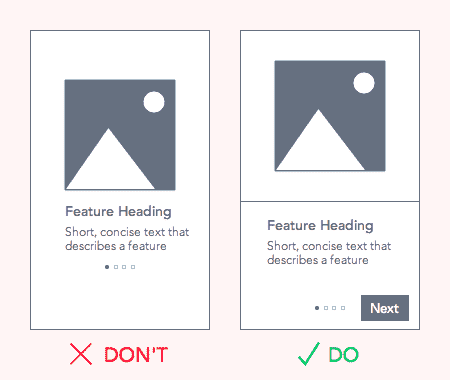 Feature Heading
Short, concise text that
describes a feature
DON'T
Feature Heading
Short, concise text that
describes a feature
Next
DO